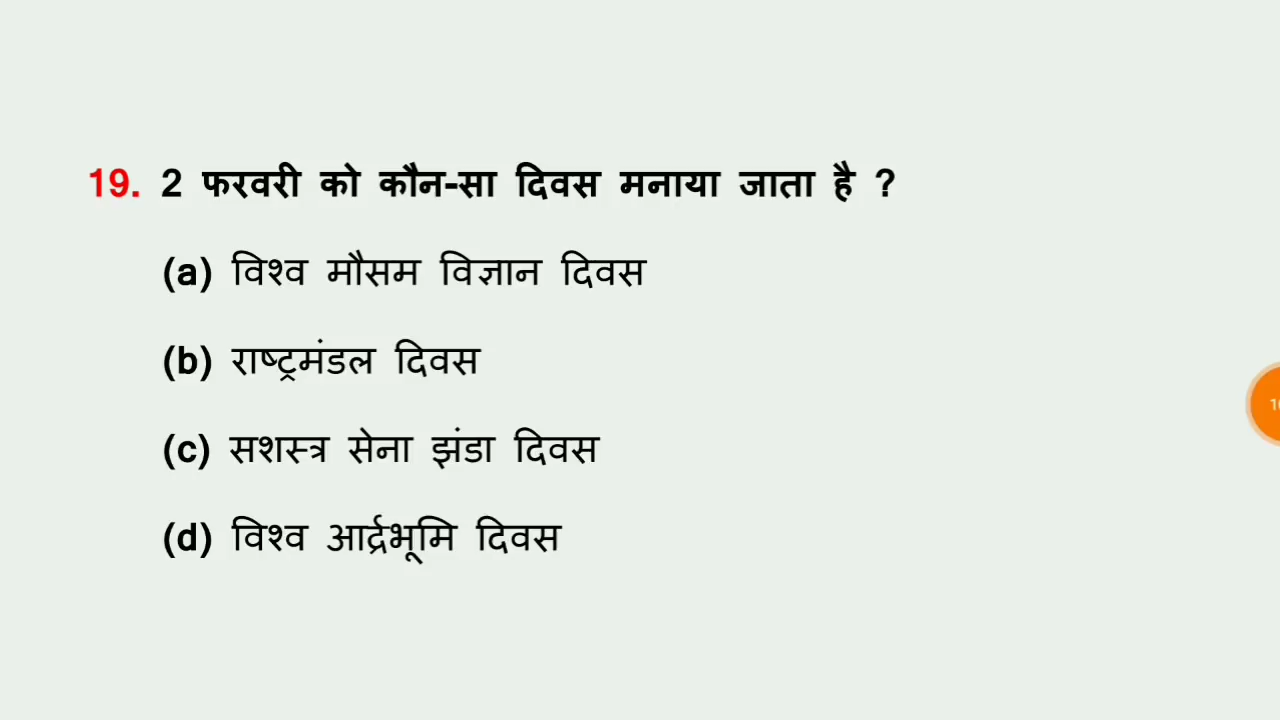 19. 2 फरवरी को कौन-सा दिवस मनाया जाता है ?
(a) विश्व मौसम विज्ञान दिवस
(b) राष्ट्रमंडल दिवस
(c) सशस्त्र सेना झंडा दिवस
(d) विश्व आर्द्रभूमि दिवस